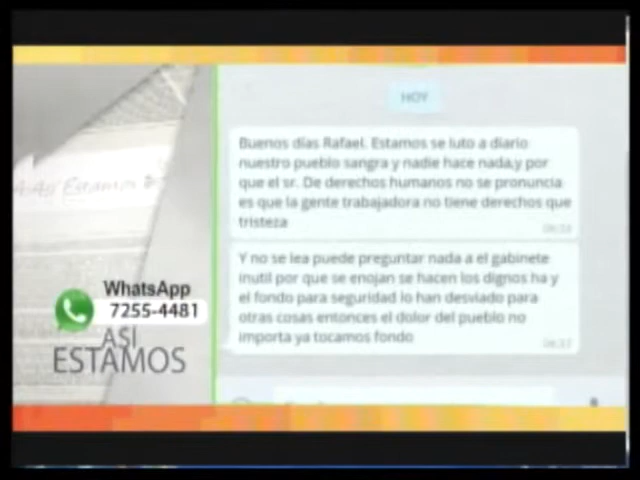 HOY
Buenos días Rafael. Estamos se luto a diario
nuestro pueblo sangra y nadie hace nada,y por
que el sr. De derechos humanos no se pronuncia
es que la gente trabajadora no tiene derechos que
tristeza
Y no se lea puede preguntar nada a el gabinete
inutil por que se enojan se hacen los dignos ha y
el fondo para seguridad lo han desviado para
otras cosas entonces el dolor del pueblo no
importa ya tocamos fondo
06:37
WhatsApp
7255-4481
ASI
ESTAMOS